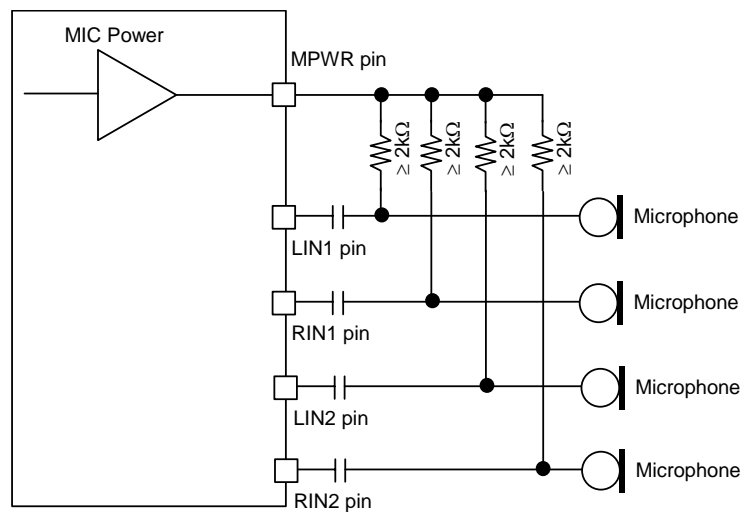 MIC Power
MPWR pin
≥ 2kΩ
≥ 2kΩ
≥ 2kΩ
≥ 2kΩ
LIN1 pin
Microphone
RIN1 pin
Microphone
LIN2 pin
Microphone
RIN2 pin
Microphone